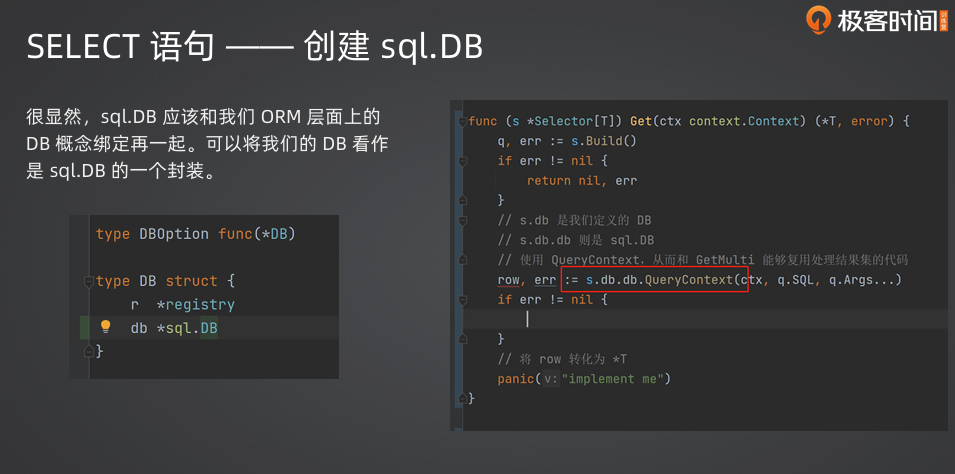 极客时间 训练营
SELECT 语句 —— 创建 sql.DB
很显然，sql.DB 应该和我们 ORM 层面上的
DB 概念绑定再一起。可以将我们的 DB 看作
是 sql.DB 的一个封装。
type DBOption func(*DB)
type DB struct {
r *registry
db *sql.DB
}
func (s *Selector[T]) Get(ctx context.Context) (*T, error) {
q, err := s.Build()
if err != nil {
return nil, err
}
// s.db 是我们定义的 DB
// s.db.db 则是 sql.DB
// 使用 QueryContext，从而和 GetMulti 能够复用处理结果集的代码
row, err := s.db.db.QueryContext(ctx, q.SQL, q.Args...)
if err != nil {
}
// 将 row 转化为 *T
panic( v: "implement me")
}